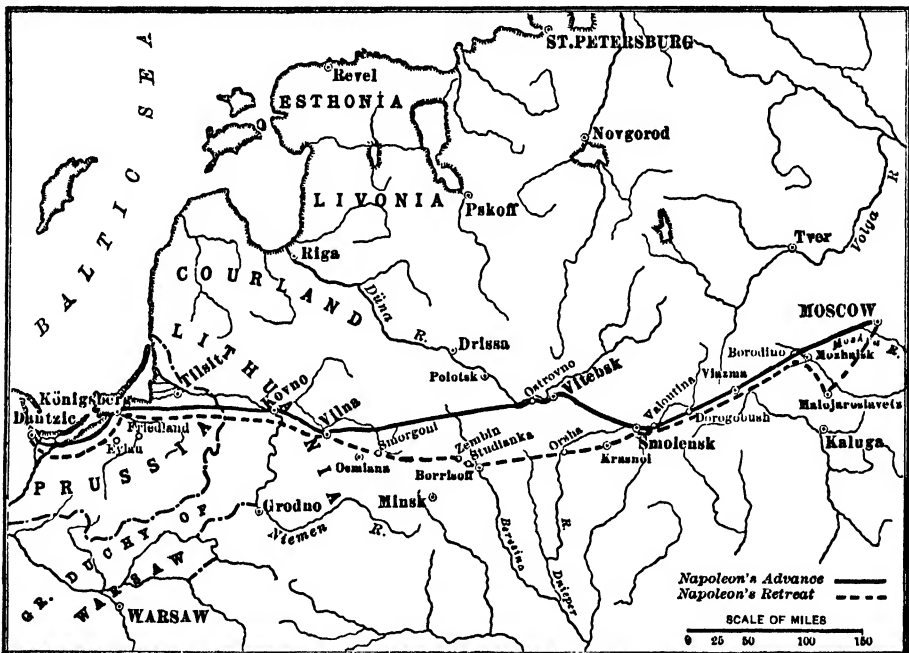 ST. PETERSBURG
Revel
ESTHONIA
BALTIC SEA
Novgorod
LIVONIA
Pskoff
R
Volga
Tver
Riga
COURLAND
Düna
R.
Drissa
MOSCOW
LITHUANIA
Tilsit
Polotsk
Ostrovno
Vitebsk
Borodino
Moskva R.
Mozhaisk
Viazma
Königsberg
Kovno
Valoutina
Dorogobush
Malojaroslavetz
Dantzic
Vilna
Friedland
Eylau
Smorgoni
Zembin
Studianka
Orsha
Smolensk
Kaluga
Osmiana
Borrisoff
Krasnoi
PRUSSIA
Minsk
Grodno
Niemen
R.
Beresina
R.
Dnieper
GR. DUCHY OF
WARSAW
WARSAW
Napoleon's Advance
Napoleon's Retreat
SCALE OF MILES
0 25 50 100 150